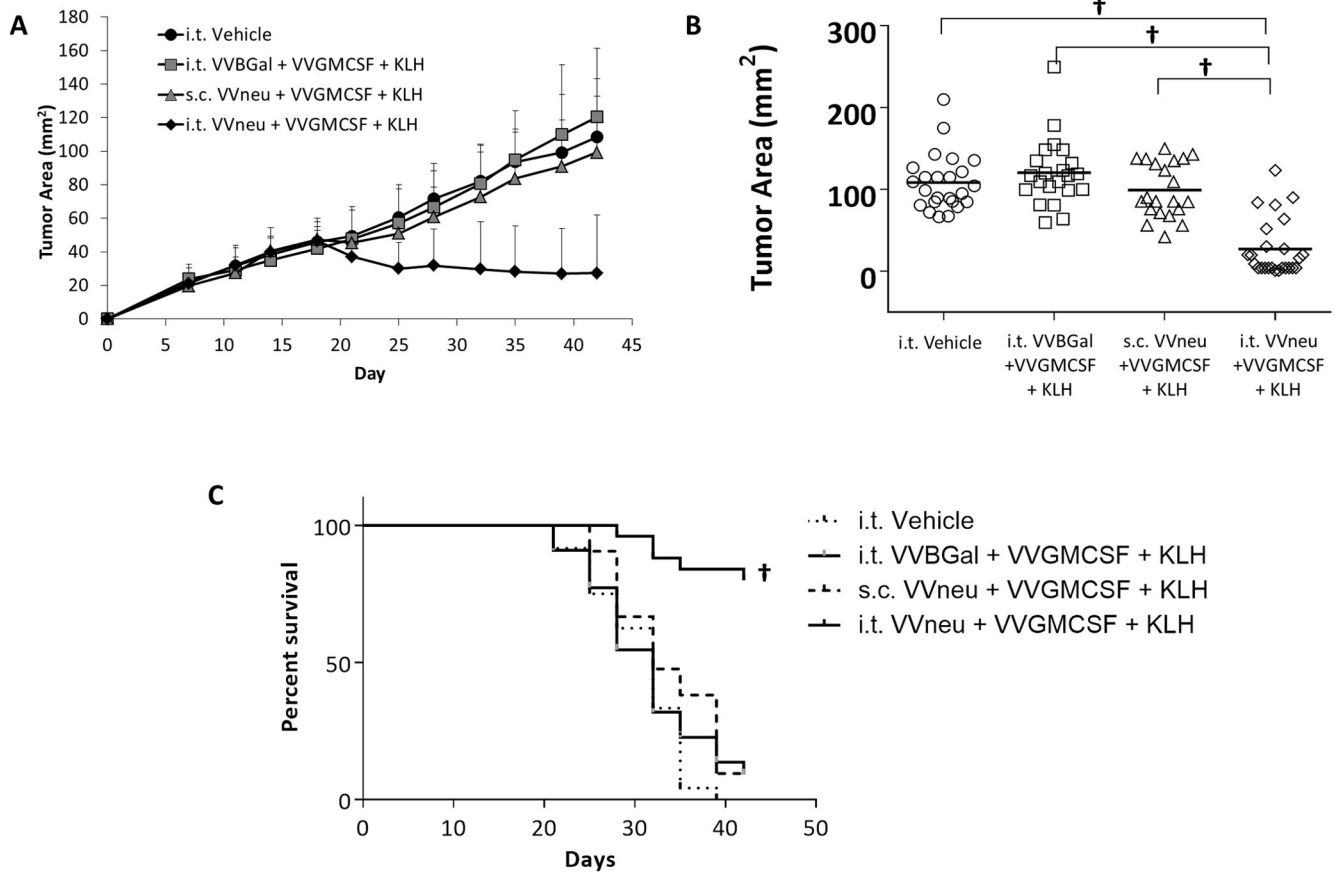 A
180
160
140
120
100
80
60
40
20
0
Tumor Area (mm²)
i.t. Vehicle
i.t. VVBGal + VVGMCSF + KLH
s.c. VVneu + VVGMCSF + KLH
i.t. VVneu + VVGMCSF + KLH
0 5 10 15 20 25 30 35 40 45
Day
B
300
200
100
0
Tumor Area (mm²)
†
†
†
i.t. Vehicle
i.t. VVBGal
+VVGMCSF
+ KLH
s.c. VVneu
+VVGMCSF
+ KLH
i.t. VVneu
+VVGMCSF
+ KLH
C
100
50
0
Percent survival
†
0 10 20 30 40 50
Days
i.t. Vehicle
i.t. VVBGal + VVGMCSF + KLH
s.c. VVneu + VVGMCSF + KLH
i.t. VVneu + VVGMCSF + KLH